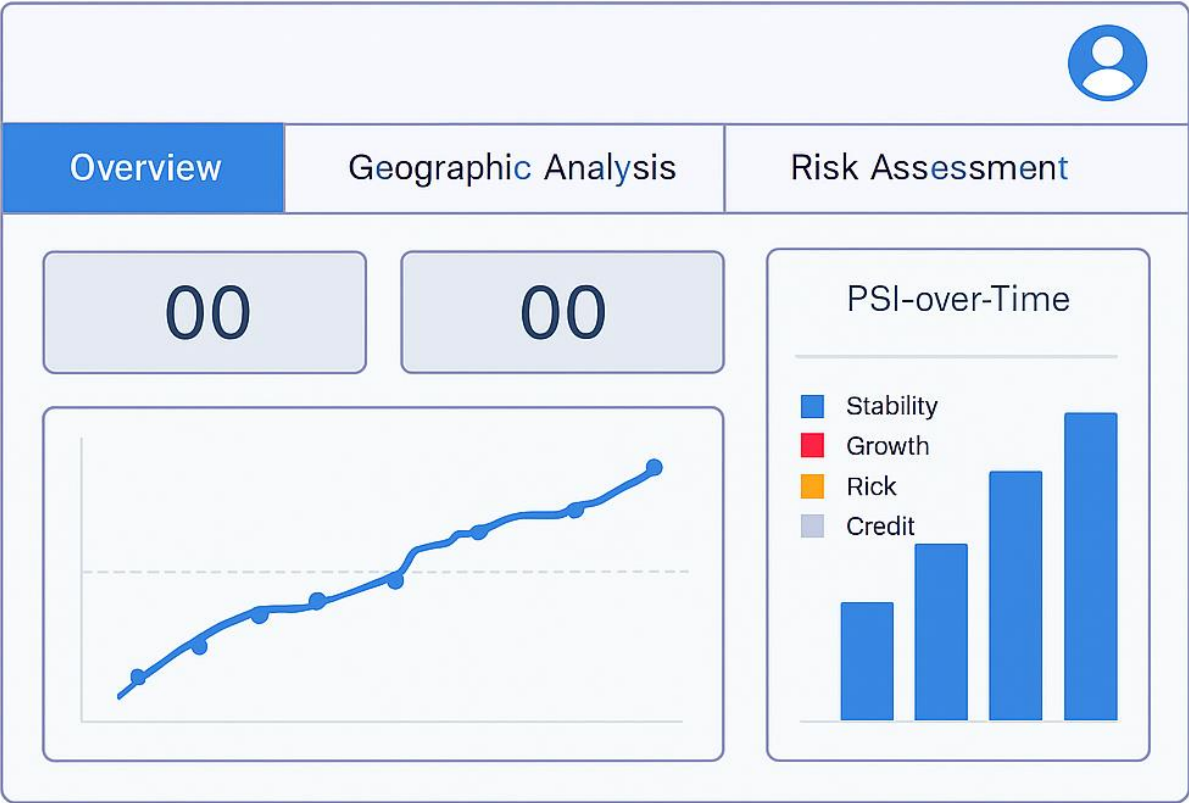 Overview
Geographic Analysis
Risk Assessment
00
00
PSI-over-Time
Stability
Growth
Rick
Credit